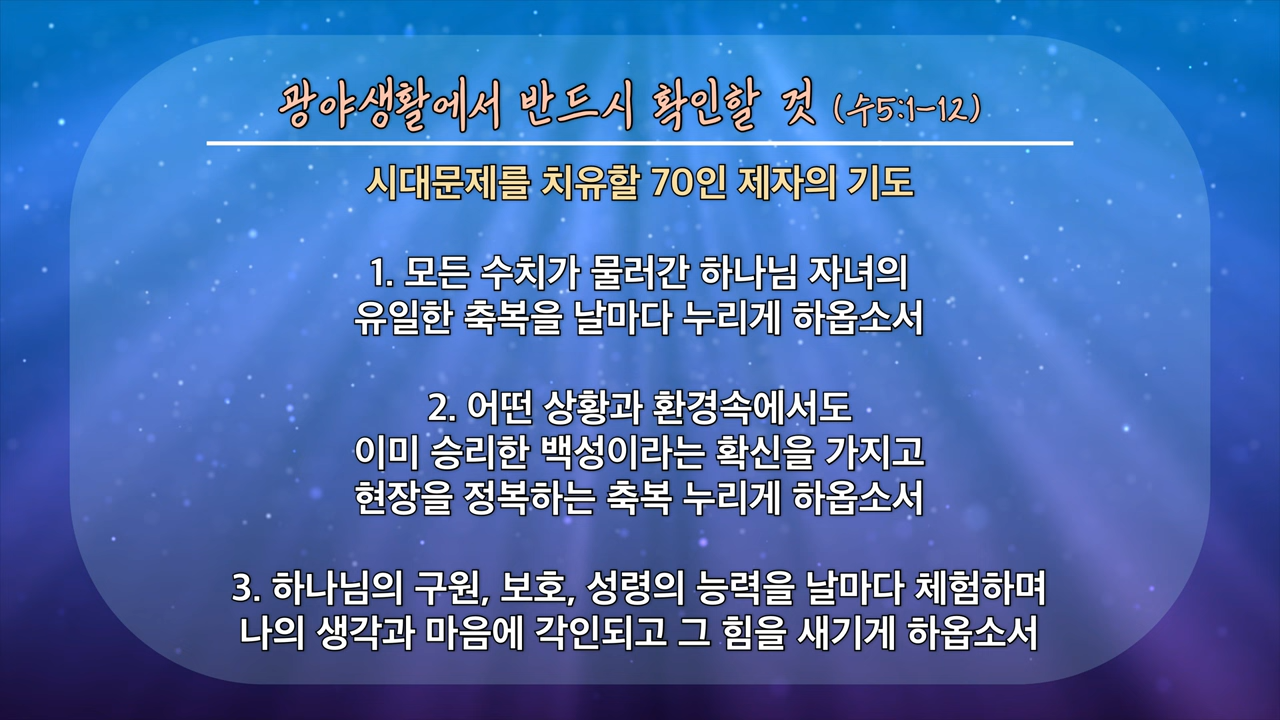 광야생활에서 반드시 확인할 것 (수5:1-12)
시대문제를 치유할 70인 제자의 기도
1. 모든 수치가 물러간 하나님 자녀의
유일한 축복을 날마다 누리게 하옵소서
2. 어떤 상황과 환경속에서도
이미 승리한 백성이라는 확신을 가지고
현장을 정복하는 축복 누리게 하옵소서
3. 하나님의 구원, 보호, 성령의 능력을 날마다 체험하며
나의 생각과 마음에 각인되고 그 힘을 새기게 하옵소서